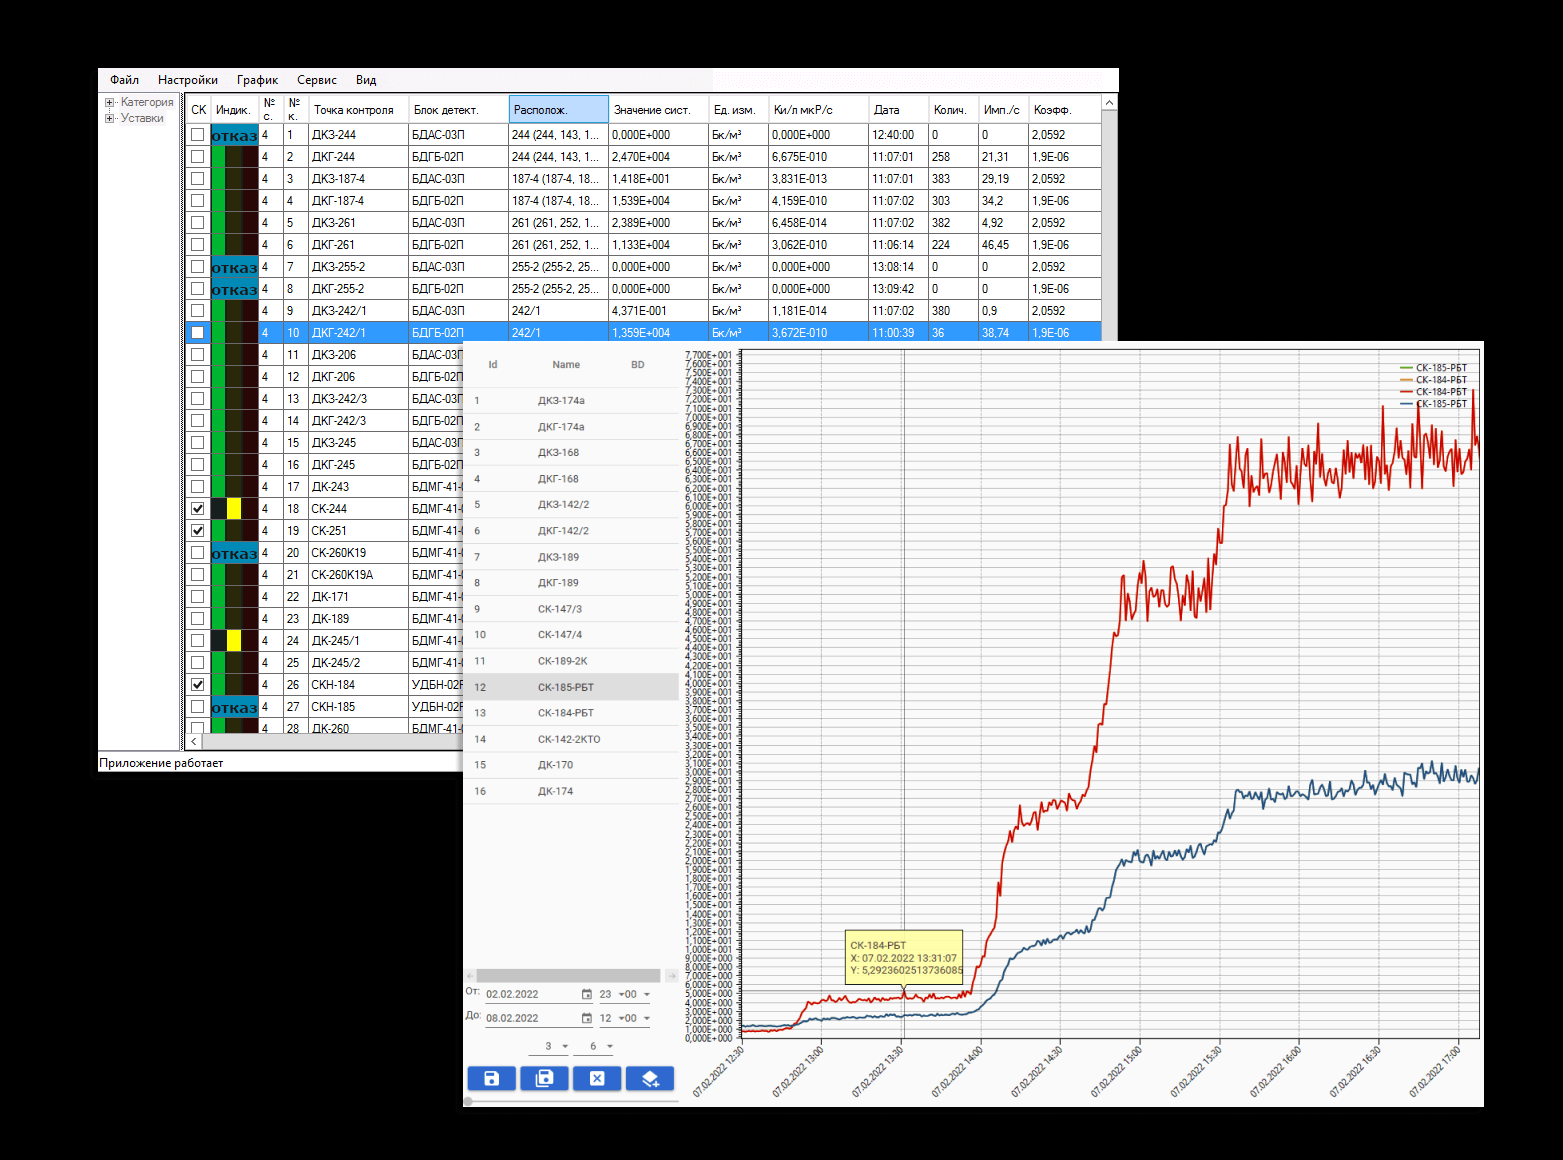 Файл Настройки График Сервис Вид
Категория
Уставки
СК Индик. № с. № к. Точка контроля Блок детект. Располож. Значение сист. Ед. изм. Ки/л мкР/с Дата Колич. Имп./с Коэфф.
отказ 4 1 ДКЗ-244 БДАС-03П 244 (244, 143, 1... 0,000E+000 Бк/м³ 0,000E+000 12:40:00 0 0 2,0592
4 2 ДКГ-244 БДГБ-02П 244 (244, 143, 1... 2,470E+004 Бк/м³ 6,675E-010 11:07:01 258 21,31 1,9E-06
4 3 ДКЗ-187-4 БДАС-03П 187-4 (187-4, 18... 1,418E+001 Бк/м³ 3,831E-013 11:07:01 383 29,19 2,0592
4 4 ДКГ-187-4 БДГБ-02П 187-4 (187-4, 18... 1,539E+004 Бк/м³ 4,159E-010 11:07:02 303 34,2 1,9E-06
4 5 ДКЗ-261 БДАС-03П 261 (261, 252, 1... 2,389E+000 Бк/м³ 6,458E-014 11:07:02 382 4,92 2,0592
4 6 ДКГ-261 БДГБ-02П 261 (261, 252, 1... 1,133E+004 Бк/м³ 3,062E-010 11:06:14 224 46,45 1,9E-06
отказ 4 7 ДКЗ-255-2 БДАС-03П 255-2 (255-2, 25... 0,000E+000 Бк/м³ 0,000E+000 13:08:14 0 0 2,0592
отказ 4 8 ДКГ-255-2 БДГБ-02П 255-2 (255-2, 25... 0,000E+000 Бк/м³ 0,000E+000 13:09:42 0 0 1,9E-06
4 9 ДКЗ-242/1 БДАС-03П 242/1 4,371E-001 Бк/м³ 1,181E-014 11:07:02 380 0,9 2,0592
4 10 ДКГ-242/1 БДГБ-02П 242/1 1,359E+004 Бк/м³ 3,672E-010 11:00:39 36 38,74 1,9E-06
4 11 ДКЗ-206 БДАС-03П
4 12 ДКГ-206 БДГБ-02П
4 13 ДКЗ-242/3 БДАС-03П
4 14 ДКГ-242/3 БДГБ-02П
4 15 ДКЗ-245 БДАС-03П
4 16 ДКГ-245 БДГБ-02П
4 17 ДК-243 БДМГ-41-
4 18 СК-244 БДМГ-41-
4 19 СК-251 БДМГ-41-
отказ 4 20 СК-260К19 БДМГ-41-
4 21 СК-260К19А БДМГ-41-
4 22 ДК-171 БДМГ-41-
4 23 ДК-189 БДМГ-41-
4 24 ДК-245/1 БДМГ-41-
4 25 ДК-245/2 БДМГ-41-
4 26 СКН-184 УДБН-02
отказ 4 27 СКН-185 УДБН-02
4 28 ДК-260 БДМГ-41-
Приложение работает
Id Name BD
1 ДКЗ-174а
2 ДКГ-174а
3 ДКЗ-168
4 ДКГ-168
5 ДКЗ-142/2
6 ДКГ-142/2
7 ДКЗ-189
8 ДКГ-189
9 СК-147/3
10 СК-147/4
11 СК-189-2К
12 СК-185-РБТ
13 СК-184-РБТ
14 СК-142-2КТО
15 ДК-170
16 ДК-174
От: 02.02.2022 23 00
До: 08.02.2022 12 00
3 6
7,700E+001
7,600E+001
7,500E+001
7,400E+001
7,300E+001
7,200E+001
7,100E+001
7,000E+001
6,900E+001
6,800E+001
6,700E+001
6,600E+001
6,500E+001
6,400E+001
6,300E+001
6,200E+001
6,100E+001
6,000E+001
5,900E+001
5,800E+001
5,700E+001
5,600E+001
5,500E+001
5,400E+001
5,300E+001
5,200E+001
5,100E+001
5,000E+001
4,900E+001
4,800E+001
4,700E+001
4,600E+001
4,500E+001
4,400E+001
4,300E+001
4,200E+001
4,100E+001
4,000E+001
3,900E+001
3,800E+001
3,700E+001
3,600E+001
3,500E+001
3,400E+001
3,300E+001
3,200E+001
3,100E+001
3,000E+001
2,900E+001
2,800E+001
2,700E+001
2,600E+001
2,500E+001
2,400E+001
2,300E+001
2,200E+001
2,100E+001
2,000E+001
1,900E+001
1,800E+001
1,700E+001
1,600E+001
1,500E+001
1,400E+001
1,300E+001
1,200E+001
1,100E+001
1,000E+001
9,000E+000
8,000E+000
7,000E+000
6,000E+000
5,000E+000
4,000E+000
3,000E+000
2,000E+000
1,000E+000
0,000E+000
СК-185-РБТ
СК-184-РБТ
СК-184-РБТ
СК-185-РБТ
СК-184-РБТ
X: 07.02.2022 13:31:07
Y: 5,2923602513736085
07.02.2022 12:30
07.02.2022 13:00
07.02.2022 13:30
07.02.2022 14:00
07.02.2022 14:30
07.02.2022 15:00
07.02.2022 15:30
07.02.2022 16:00
07.02.2022 16:30
07.02.2022 17:00